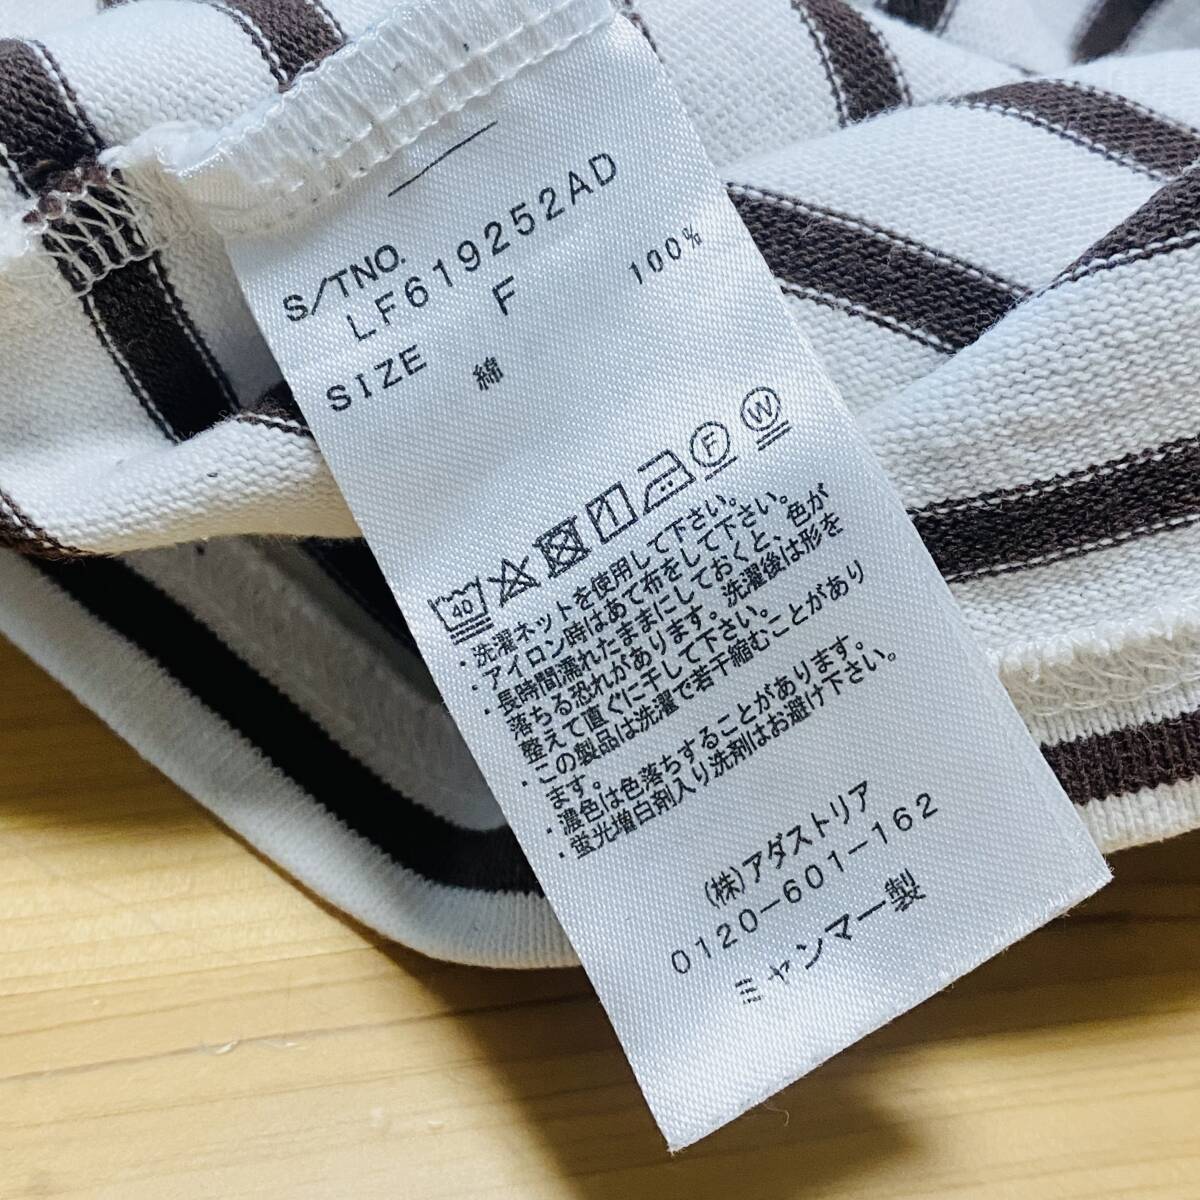 S/TNO.
LF619252AD
SIZE F
綿 100%
40 F W
・洗濯ネットを使用して下さい。
・アイロン時はあて布をして下さい。
・長時間濡れたままにしておくと、色が
落ちる恐れがあります。洗濯後は形を
整えて直ぐに干して下さい。
・この製品は洗濯で若干縮むことがあり
ます。
・濃色は色落ちすることがあります。
・蛍光増白剤入り洗剤はお避け下さい。
(株)アダストリア
0120-601-162
ミャンマー製